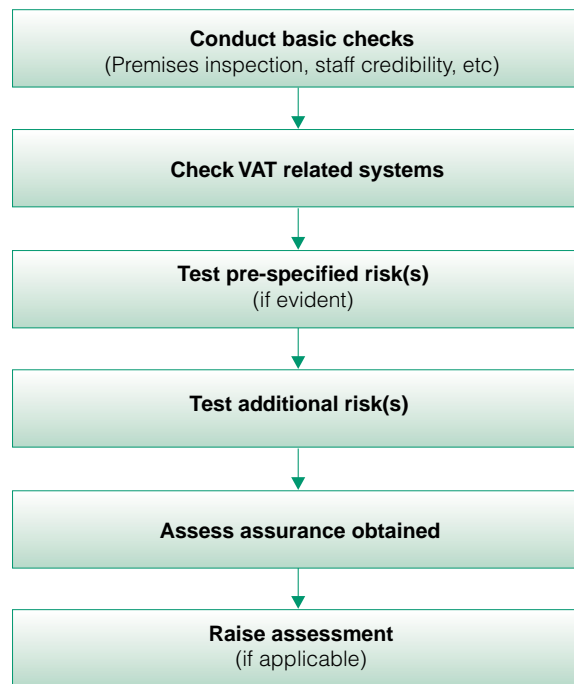 Conduct basic checks
(Premises inspection, staff credibility, etc)
Check VAT related systems
Test pre-specified risk(s)
(if evident)
Test additional risk(s)
Assess assurance obtained
Raise assessment
(if applicable)